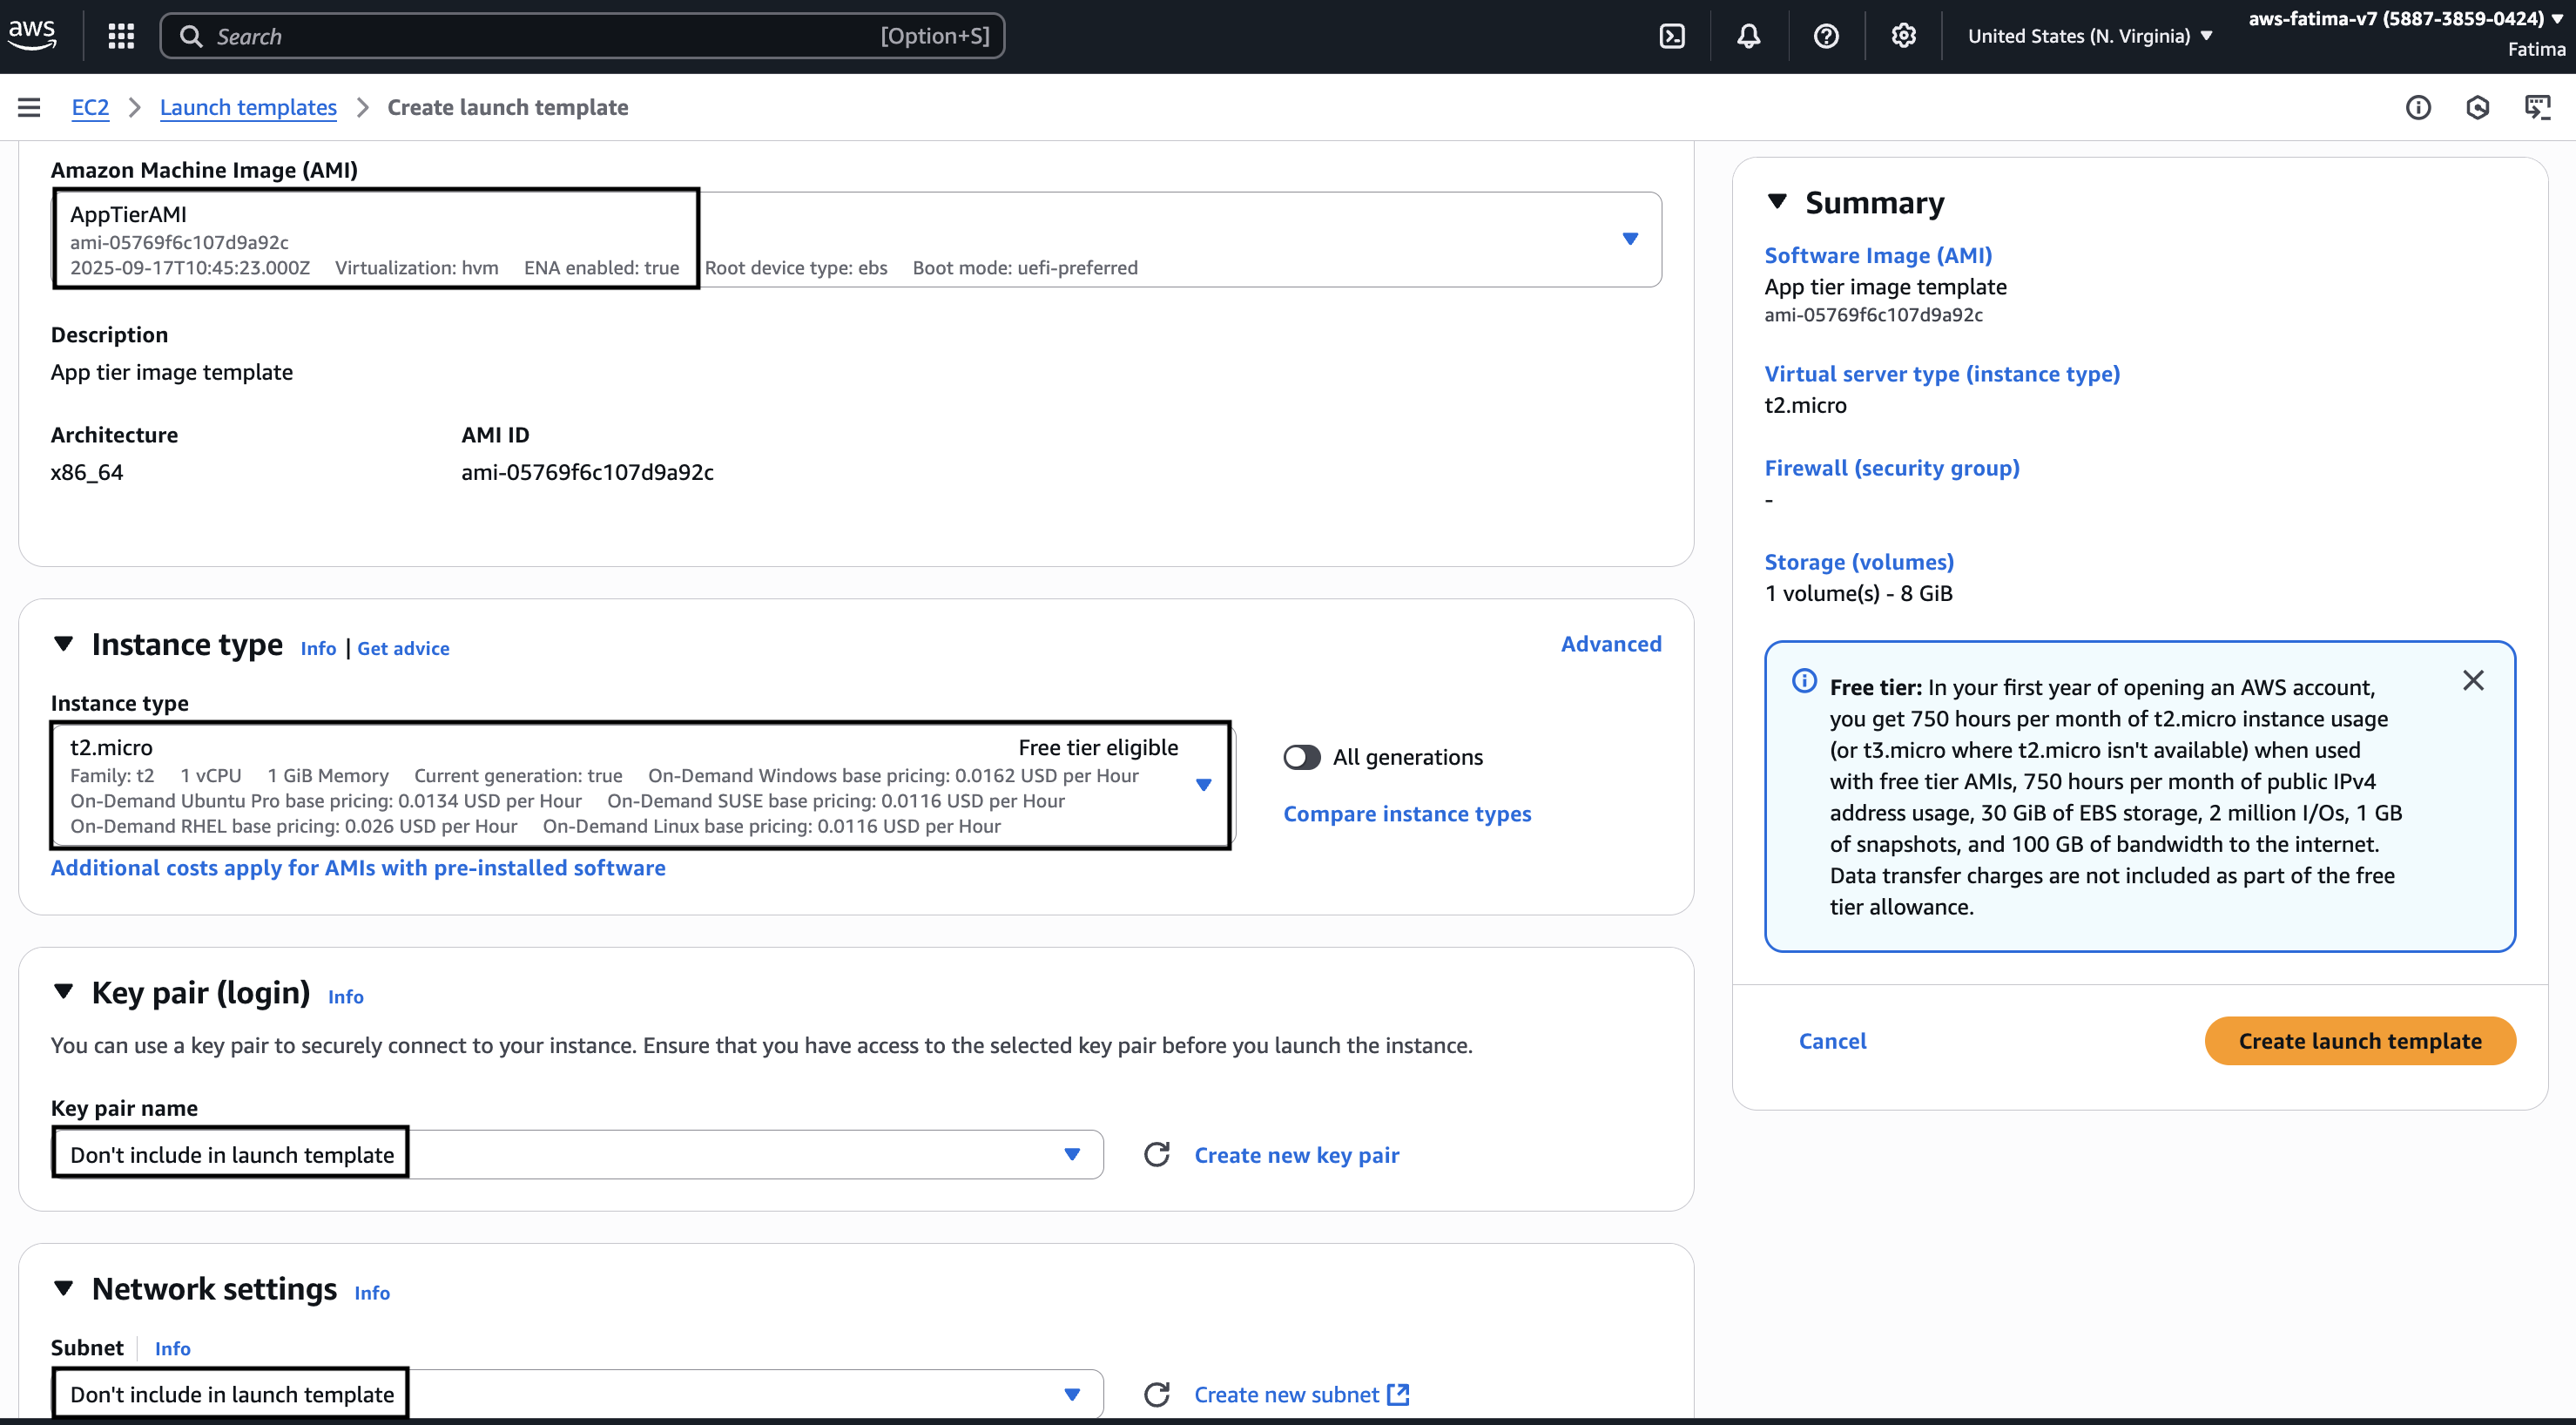 aws
Search
[Option+S]
United States (N. Virginia)
aws-fatima-v7 (5887-3859-0424)
Fatima
EC2
Launch templates
Create launch template
Amazon Machine Image (AMI)
AppTierAMI
ami-05769f6c107d9a92c
2025-09-17T10:45:23.000Z Virtualization: hvm ENA enabled: true Root device type: ebs Boot mode: uefi-preferred
Description
App tier image template
Architecture
AMI ID
x86_64
ami-05769f6c107d9a92c
Instance type Info | Get advice
Advanced
Instance type
t2.micro
Free tier eligible
Family: t2 1 vCPU 1 GiB Memory Current generation: true On-Demand Windows base pricing: 0.0162 USD per Hour
On-Demand Ubuntu Pro base pricing: 0.0134 USD per Hour On-Demand SUSE base pricing: 0.0116 USD per Hour
On-Demand RHEL base pricing: 0.026 USD per Hour On-Demand Linux base pricing: 0.0116 USD per Hour
All generations
Compare instance types
Additional costs apply for AMIs with pre-installed software
Key pair (login) Info
You can use a key pair to securely connect to your instance. Ensure that you have access to the selected key pair before you launch the instance.
Key pair name
Don't include in launch template
Create new key pair
Network settings Info
Subnet Info
Don't include in launch template
Create new subnet
Summary
Software Image (AMI)
App tier image template
ami-05769f6c107d9a92c
Virtual server type (instance type)
t2.micro
Firewall (security group)
-
Storage (volumes)
1 volume(s) - 8 GiB
Free tier: In your first year of opening an AWS account,
you get 750 hours per month of t2.micro instance usage
(or t3.micro where t2.micro isn't available) when used
with free tier AMIs, 750 hours per month of public IPv4
address usage, 30 GiB of EBS storage, 2 million I/Os, 1 GB
of snapshots, and 100 GB of bandwidth to the internet.
Data transfer charges are not included as part of the free
tier allowance.
Cancel
Create launch template